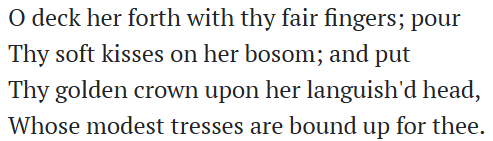 O deck her forth with thy fair fingers; pour
Thy soft kisses on her bosom; and put
Thy golden crown upon her languish'd head,
Whose modest tresses are bound up for thee.